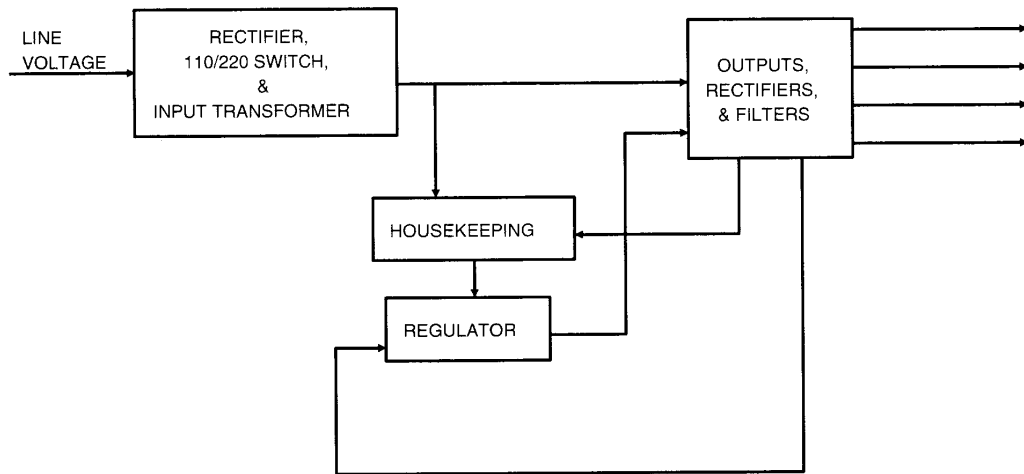 LINE
VOLTAGE
RECTIFIER,
110/220 SWITCH,
&
INPUT TRANSFORMER
OUTPUTS,
RECTIFIERS,
& FILTERS
HOUSEKEEPING
REGULATOR